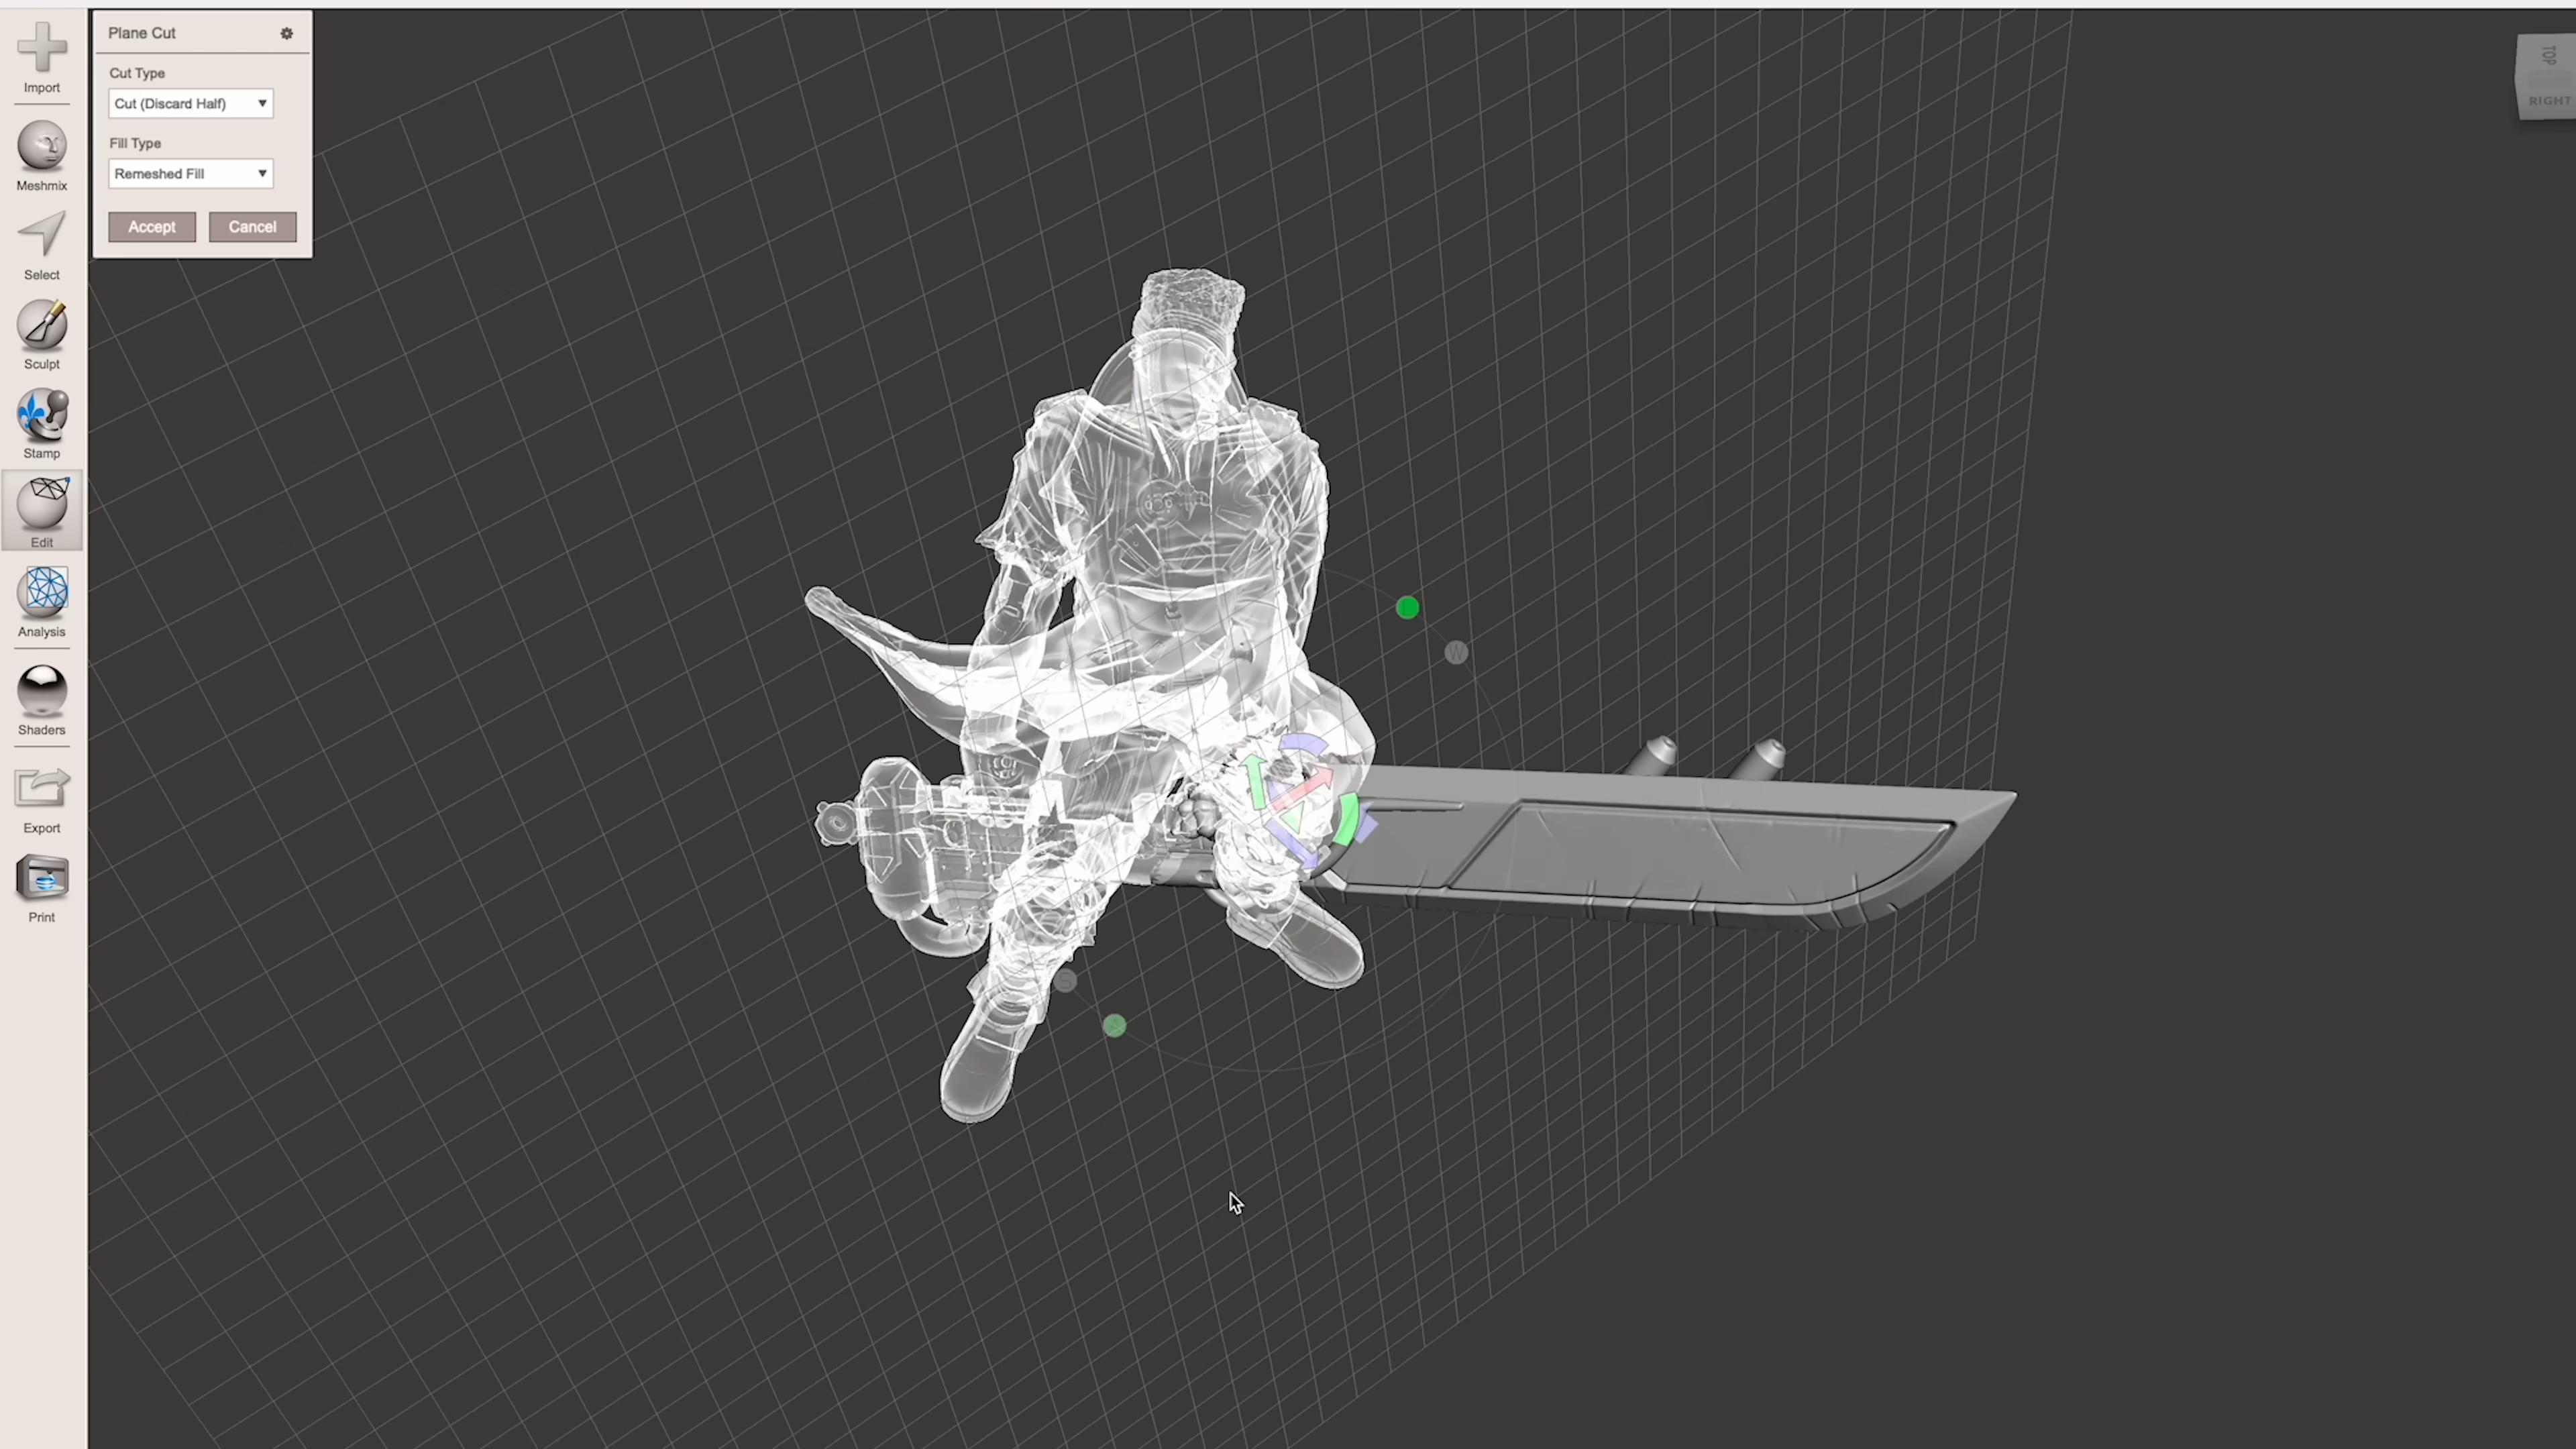 Plane Cut
Cut Type
Cut (Discard Half)
Fill Type
Remeshed Fill
Accept
Cancel
Import
Meshmix
Select
Sculpt
Stamp
Edit
Analysis
Shaders
Export
Print
TOP
RIGHT
W